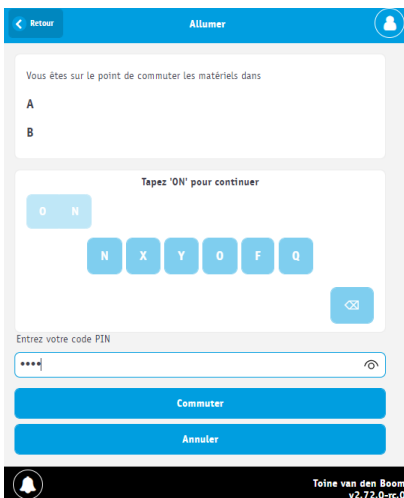 Retour
Allumer
Vous êtes sur le point de commuter les matériels dans
A
B
Tapez 'ON' pour continuer
O N
N X Y O F Q
Entrez votre code PIN
••••
Commuter
Annuler
Toine van den Boom
v2.72.0-rc.0